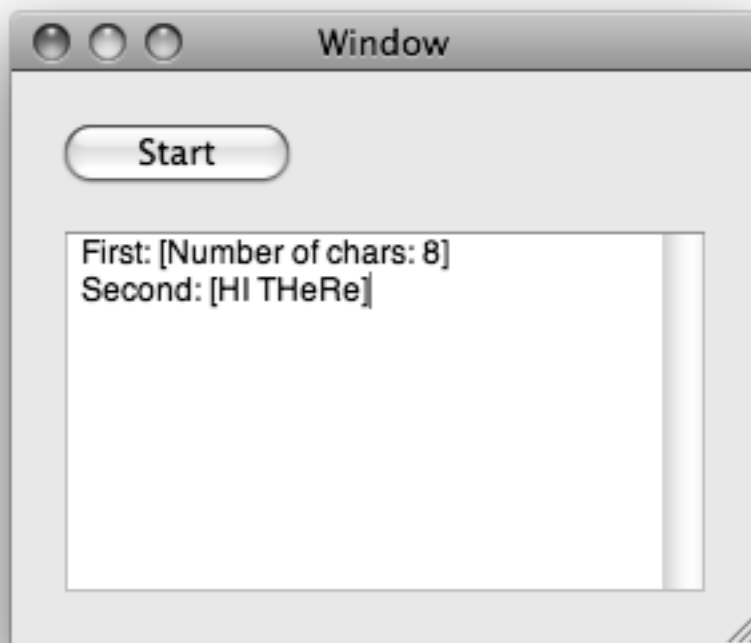 Window
Start
First: [Number of chars: 8]
Second: [HI THeRe]